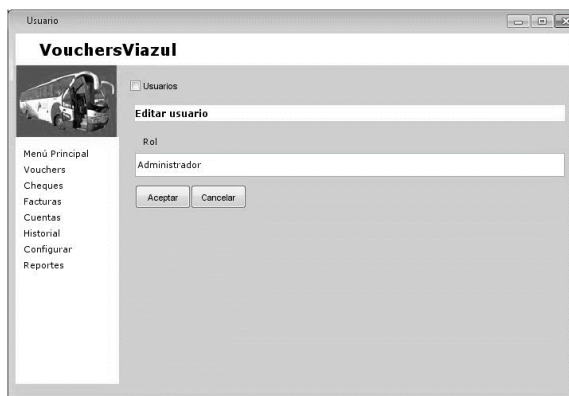 Usuario
VouchersViazul
Usuarios
Editar usuario
Rol
Administrador
Aceptar
Cancelar
Menú Principal
Vouchers
Cheques
Facturas
Cuentas
Historial
Configurar
Reportes